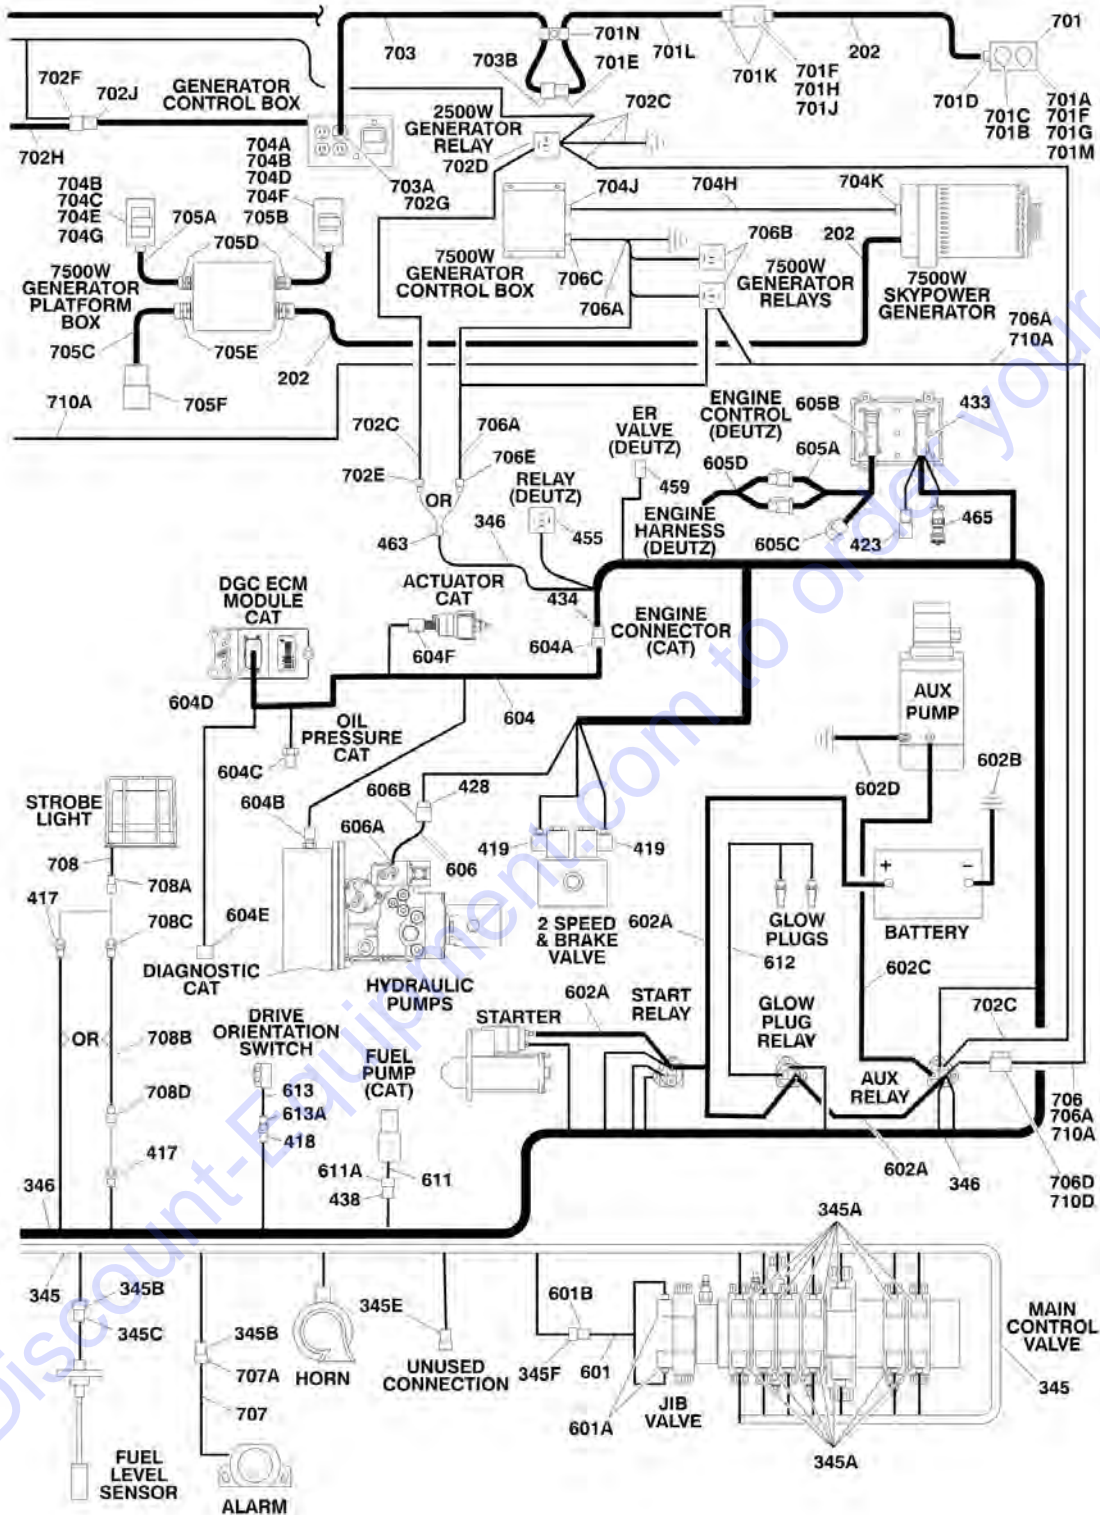 703
701N
701L
202
701
702F
702J
GENERATOR
CONTROL BOX
703B
701E
701K
701F
701H
701J
702H
2500W
GENERATOR
RELAY
702C
702D
701D
701C
701B
701A
701F
701G
701M
704A
704B
704D
704F
703A
702G
704B
704C
704E
704G
705A
705B
705D
704J
704H
704K
7500W
GENERATOR
PLATFORM
BOX
7500W
GENERATOR
CONTROL BOX
706C
706B
202
706A
7500W
GENERATOR
RELAYS
7500W
SKYPOWER
GENERATOR
705C
705E
202
705F
710A
706A
710A
702C
706A
702E
706E
OR
463
346
RELAY
(DEUTZ)
455
ER
VALVE
(DEUTZ)
459
ENGINE
CONTROL
(DEUTZ)
605B
433
605A
605D
ENGINE
HARNESS
(DEUTZ)
605C
423
465
DGC ECM
MODULE
CAT
ACTUATOR
CAT
434
604A
ENGINE
CONNECTOR
(CAT)
604F
604D
604
OIL
PRESSURE
CAT
604C
AUX
PUMP
602D
602B
STROBE
LIGHT
708
604B
606B
428
606A
606
419
419
417
708A
708C
604E
DIAGNOSTIC
CAT
2 SPEED
& BRAKE
VALVE
602A
GLOW
PLUGS
612
+
-
BATTERY
HYDRAULIC
PUMPS
602C
DRIVE
ORIENTATION
SWITCH
STARTER
602A
START
RELAY
GLOW
PLUG
RELAY
702C
OR
708B
FUEL
PUMP
(CAT)
613
613A
418
708D
AUX
RELAY
706
706A
710A
417
611A
611
438
602A
346
706D
710D
346
345A
345
345B
345C
345B
707A
707
HORN
345E
UNUSED
CONNECTION
601B
345F
601
601A
JIB
VALVE
MAIN
CONTROL
VALVE
345
345A
FUEL
LEVEL
SENSOR
ALARM
Discount-Equipment.com to order your